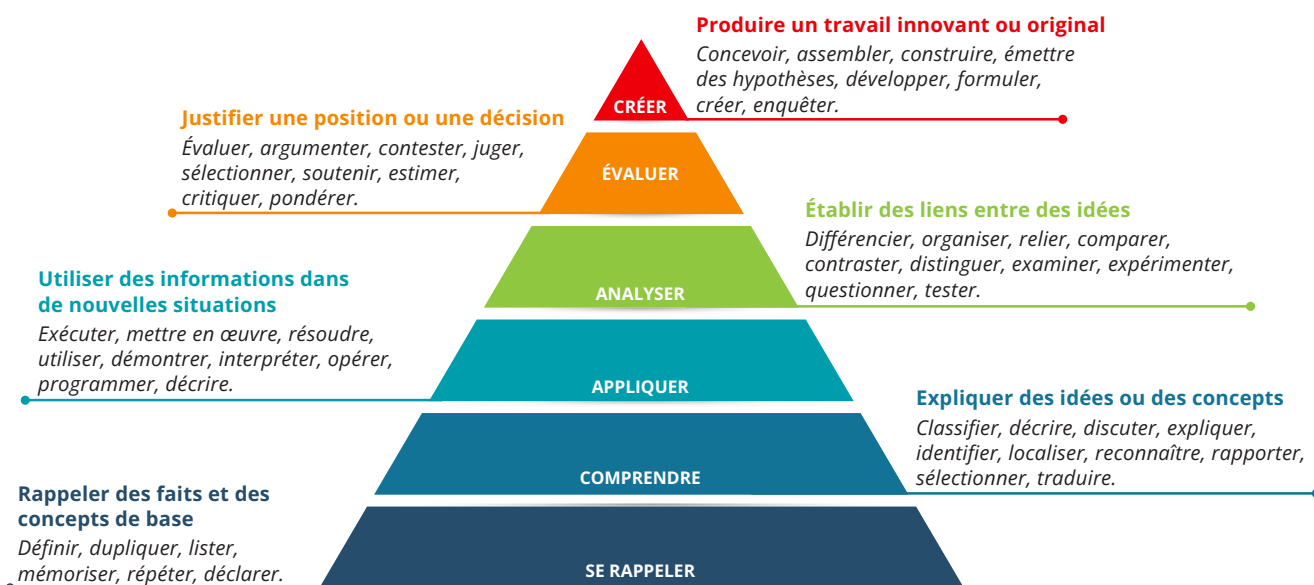 Produire un travail innovant ou original
Concevoir, assembler, construire, émettre
des hypothèses, développer, formuler,
créer, enquêter.
CRÉER
Justifier une position ou une décision
Évaluer, argumenter, contester, juger,
sélectionner, soutenir, estimer,
critiquer, pondérer.
ÉVALUER
Établir des liens entre des idées
Différencier, organiser, relier, comparer,
contraster, distinguer, examiner, expérimenter,
questionner, tester.
ANALYSER
Utiliser des informations dans
de nouvelles situations
Exécuter, mettre en œuvre, résoudre,
utiliser, démontrer, interpréter, opérer,
programmer, décrire.
APPLIQUER
Expliquer des idées ou des concepts
Classifier, décrire, discuter, expliquer,
identifier, localiser, reconnaître, rapporter,
sélectionner, traduire.
COMPRENDRE
Rappeler des faits et des
concepts de base
Définir, dupliquer, lister,
mémoriser, répéter, déclarer.
SE RAPPELER